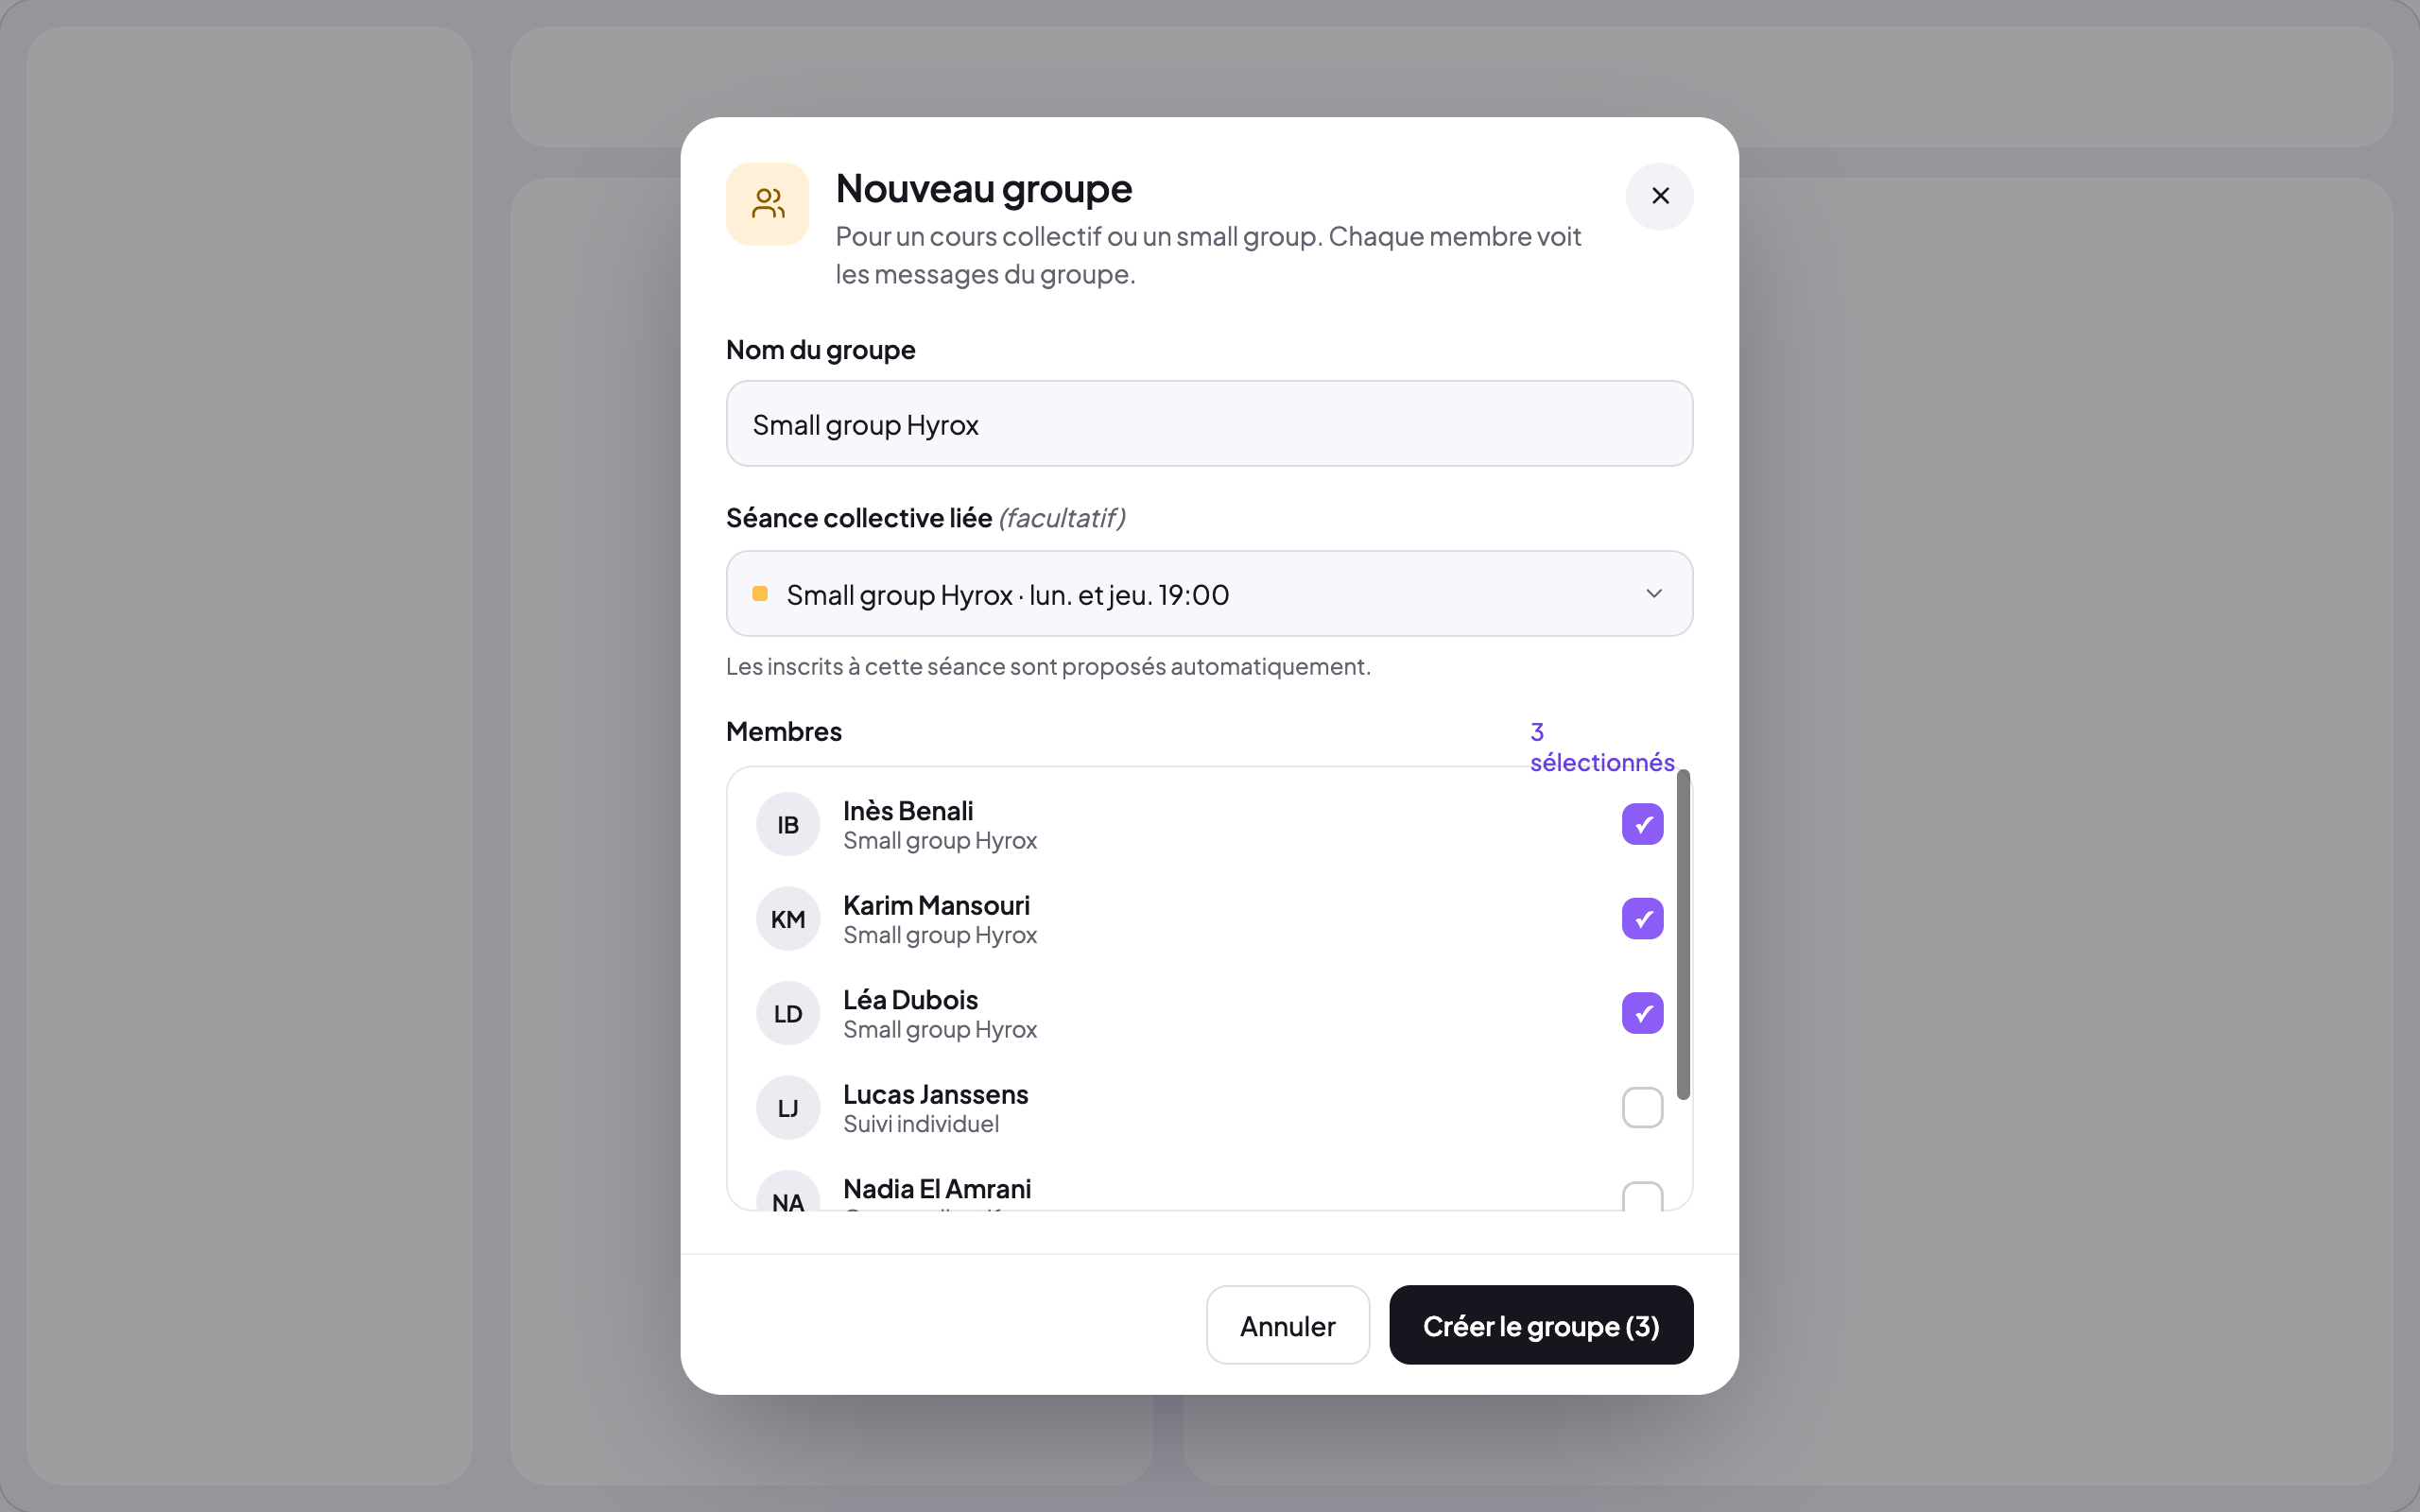 Nouveau groupe
Pour un cours collectif ou un small group. Chaque membre voit
les messages du groupe.
Nom du groupe
Small group Hyrox
Séance collective liée (facultatif)
Small group Hyrox · lun. et jeu. 19:00
Les inscrits à cette séance sont proposés automatiquement.
Membres
3
sélectionnés
IB
Inès Benali
Small group Hyrox
KM
Karim Mansouri
Small group Hyrox
LD
Léa Dubois
Small group Hyrox
LJ
Lucas Janssens
Suivi individuel
NA
Nadia El Amrani
Annuler
Créer le groupe (3)